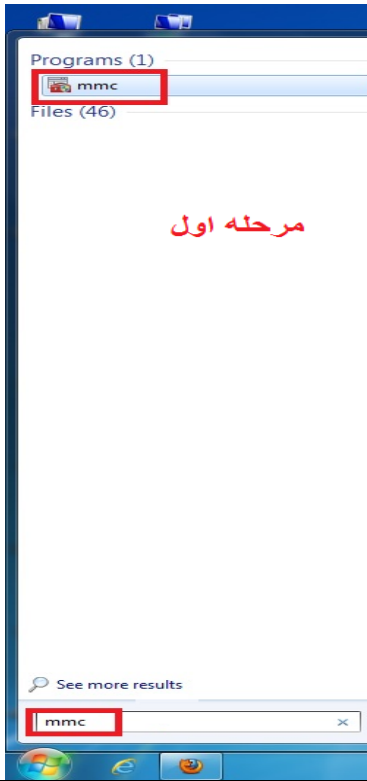 Programs (1)
mmc
Files (46)
مرحله اول
See more results
mmc